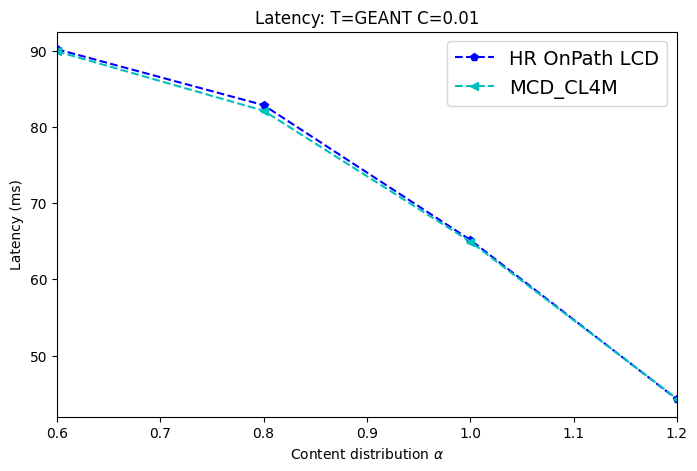 Latency: T=GEANT C=0.01
HR OnPath LCD
MCD_CL4M
Latency (ms)
90
80
70
60
50
0.6 0.7 0.8 0.9 1.0 1.1 1.2
Content distribution α